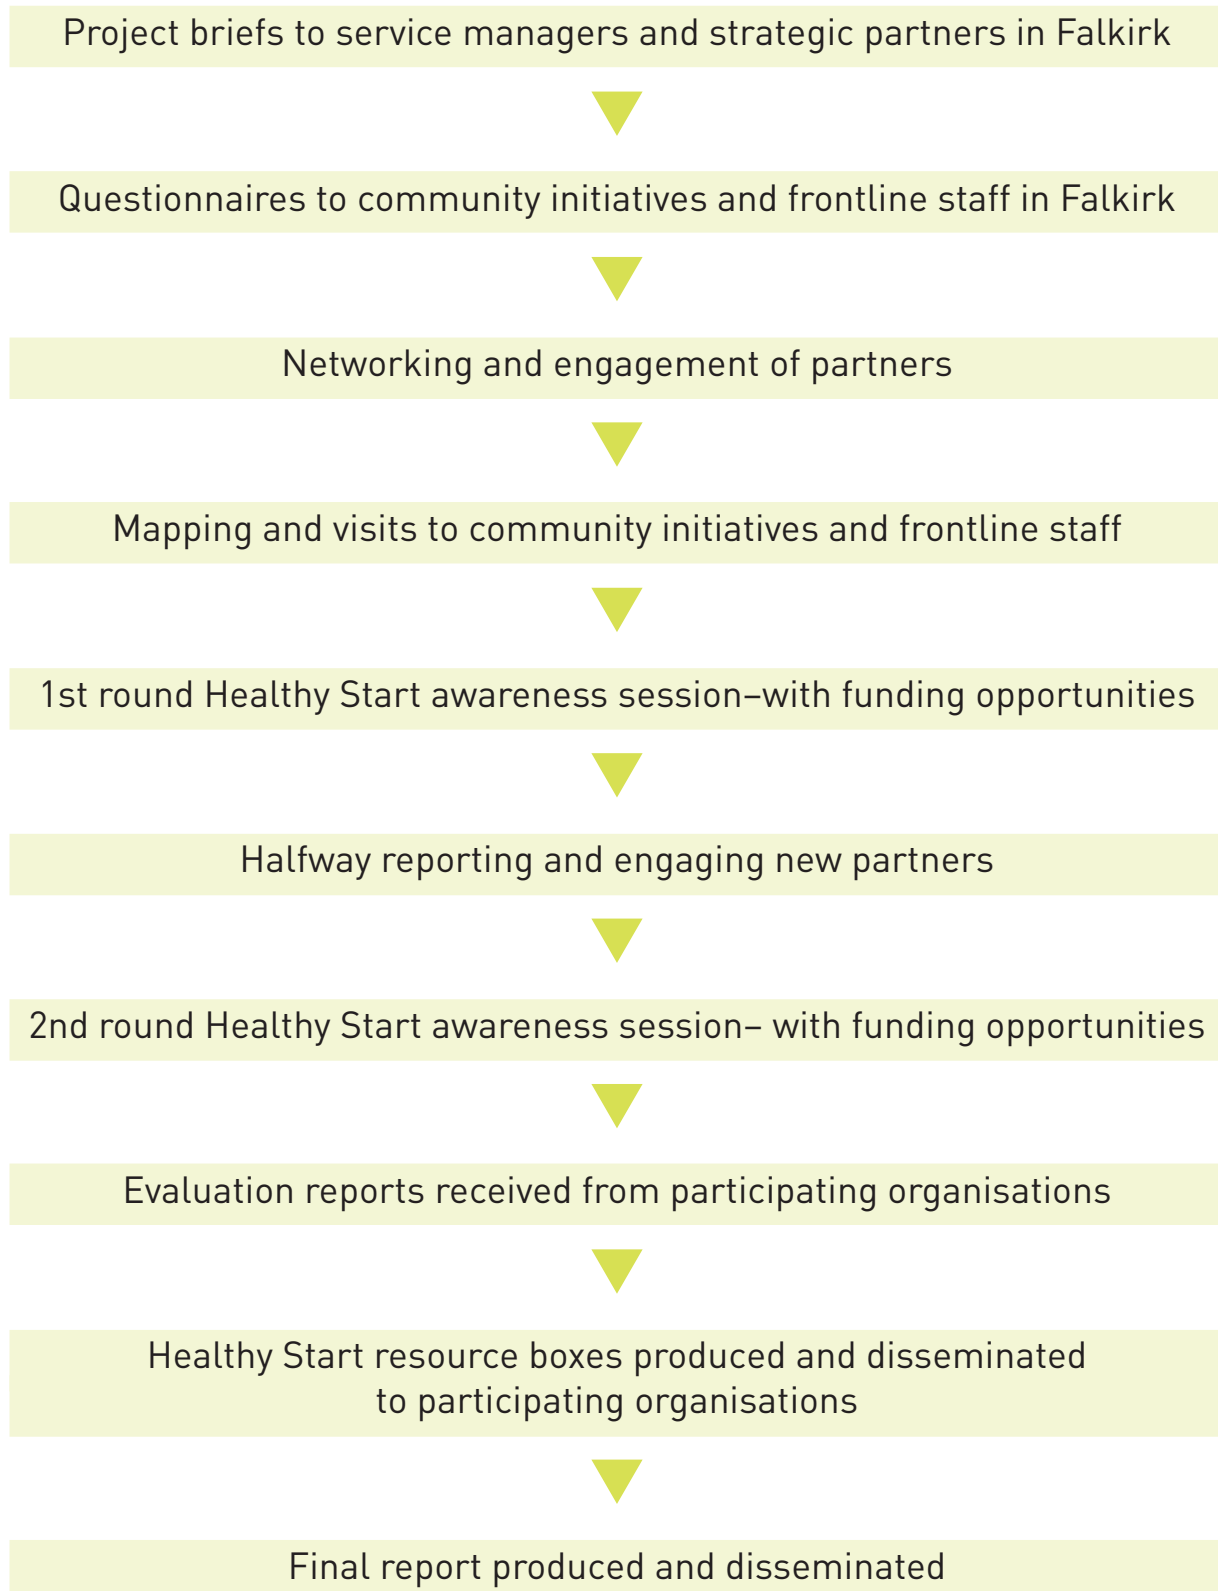 Project briefs to service managers and strategic partners in Falkirk
Questionnaires to community initiatives and frontline staff in Falkirk
Networking and engagement of partners
Mapping and visits to community initiatives and frontline staff
1st round Healthy Start awareness session–with funding opportunities
Halfway reporting and engaging new partners
2nd round Healthy Start awareness session– with funding opportunities
Evaluation reports received from participating organisations
Healthy Start resource boxes produced and disseminated
to participating organisations
Final report produced and disseminated